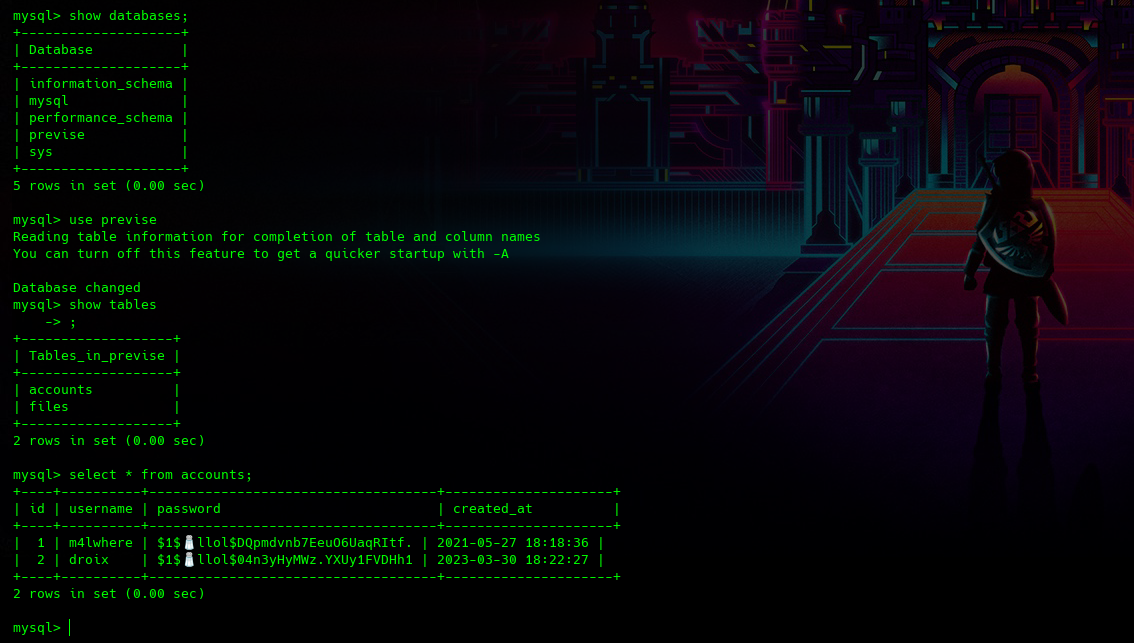 mysql> show databases;
+--------------------+
| Database           |
+--------------------+
| information_schema |
| mysql              |
| performance_schema |
| previse            |
| sys                |
+--------------------+
5 rows in set (0.00 sec)
mysql> use previse
Reading table information for completion of table and column names
You can turn off this feature to get a quicker startup with -A
Database changed
mysql> show tables
    -> ;
+-------------------+
| Tables_in_previse |
+-------------------+
| accounts          |
| files             |
+-------------------+
2 rows in set (0.00 sec)
mysql> select * from accounts;
+----+----------+------------------------------------+---------------------+
| id | username | password                           | created_at          |
+----+----------+------------------------------------+---------------------+
|  1 | m4lwhere | $1$🧂llol$DQpmdvnb7EeuO6UaqRItf. | 2021-05-27 18:18:36 |
|  2 | droix    | $1$🧂llol$04n3yHyMWz.YXUy1FVDHh1 | 2023-03-30 18:22:27 |
+----+----------+------------------------------------+---------------------+
2 rows in set (0.00 sec)
mysql>